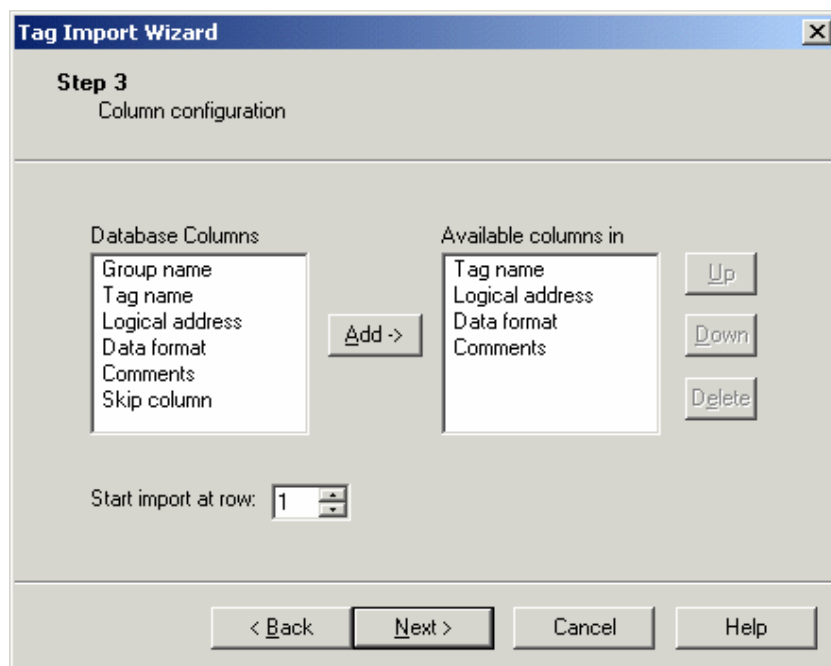 Tag Import Wizard
Step 3
Column configuration
Database Columns
Group name
Tag name
Logical address
Data format
Comments
Skip column
Add ->
Available columns in
Tag name
Logical address
Data format
Comments
Up
Down
Delete
Start import at row: 1
< Back
Next >
Cancel
Help